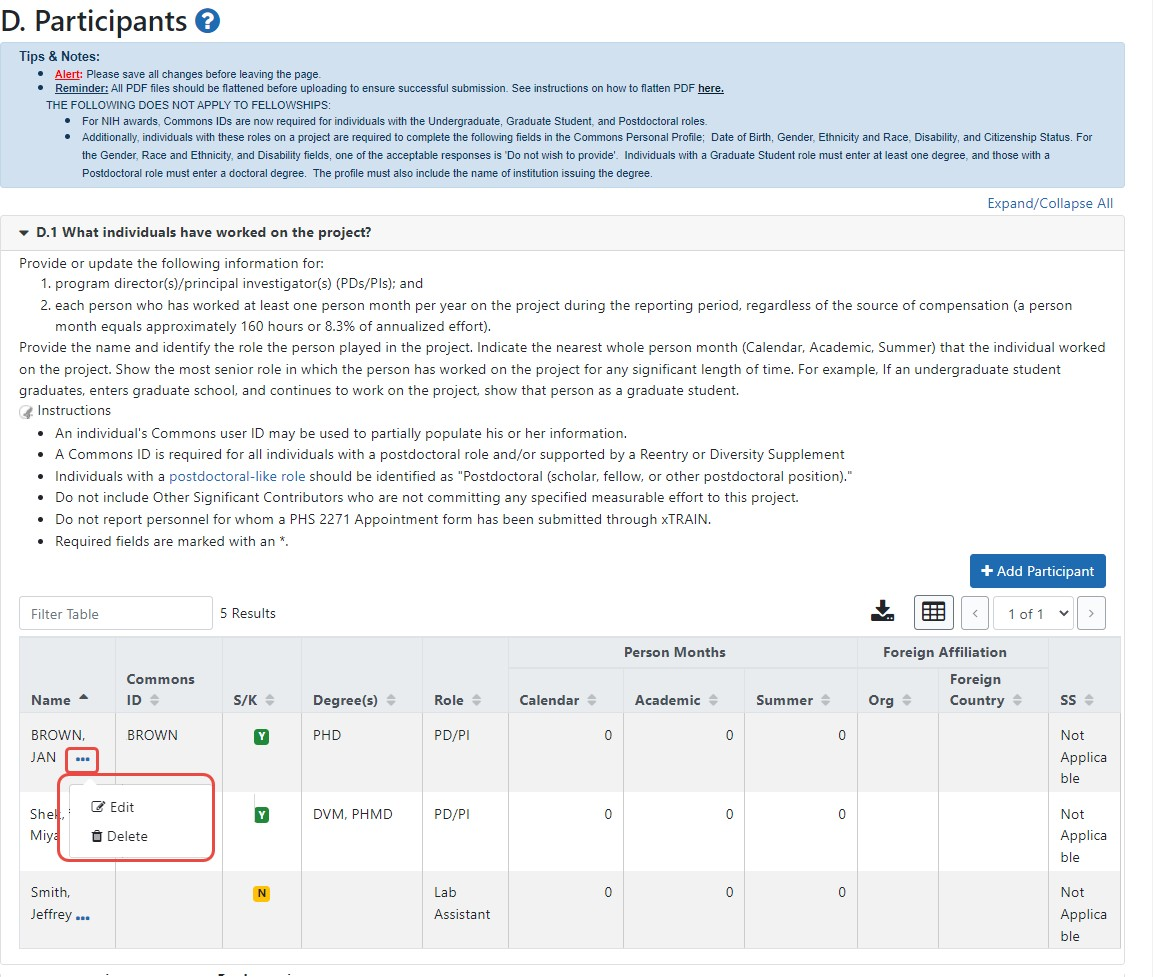 D. Participants ?
Tips & Notes:
• Alert: Please save all changes before leaving the page.
• Reminder: All PDF files should be flattened before uploading to ensure successful submission. See instructions on how to flatten PDF here.
THE FOLLOWING DOES NOT APPLY TO FELLOWSHIPS:
• For NIH awards, Commons IDs are now required for individuals with the Undergraduate, Graduate Student, and Postdoctoral roles.
• Additionally, individuals with these roles on a project are required to complete the following fields in the Commons Personal Profile; Date of Birth, Gender, Ethnicity and Race, Disability, and Citizenship Status. For
the Gender, Race and Ethnicity, and Disability fields, one of the acceptable responses is 'Do not wish to provide'. Individuals with a Graduate Student role must enter at least one degree, and those with a
Postdoctoral role must enter a doctoral degree. The profile must also include the name of institution issuing the degree.
Expand/Collapse All
D.1 What individuals have worked on the project?
Provide or update the following information for:
1. program director(s)/principal investigator(s) (PDs/PIs); and
2. each person who has worked at least one person month per year on the project during the reporting period, regardless of the source of compensation (a person
month equals approximately 160 hours or 8.3% of annualized effort).
Provide the name and identify the role the person played in the project. Indicate the nearest whole person month (Calendar, Academic, Summer) that the individual worked
on the project. Show the most senior role in which the person has worked on the project for any significant length of time. For example, If an undergraduate student
graduates, enters graduate school, and continues to work on the project, show that person as a graduate student.
Instructions
• An individual's Commons user ID may be used to partially populate his or her information.
• A Commons ID is required for all individuals with a postdoctoral role and/or supported by a Reentry or Diversity Supplement
• Individuals with a postdoctoral-like role should be identified as "Postdoctoral (scholar, fellow, or other postdoctoral position)."
• Do not include Other Significant Contributors who are not committing any specified measurable effort to this project.
• Do not report personnel for whom a PHS 2271 Appointment form has been submitted through xTRAIN.
• Required fields are marked with an *.
+ Add Participant
Filter Table 5 Results < 1 of 1 >
Person Months Foreign Affiliation
Commons Foreign
Name ID S/K Degree(s) Role Calendar Academic Summer Org Country SS
BROWN, BROWN Y PHD PD/PI 0 0 0 Not
JAN ... Applica
ble
Edit
Y DVM, PHMD PD/PI 0 0 0 Not
Miya Applica
Delete
ble
Smith, N Lab 0 0 0 Not
Jeffrey ... Assistant Applica
ble